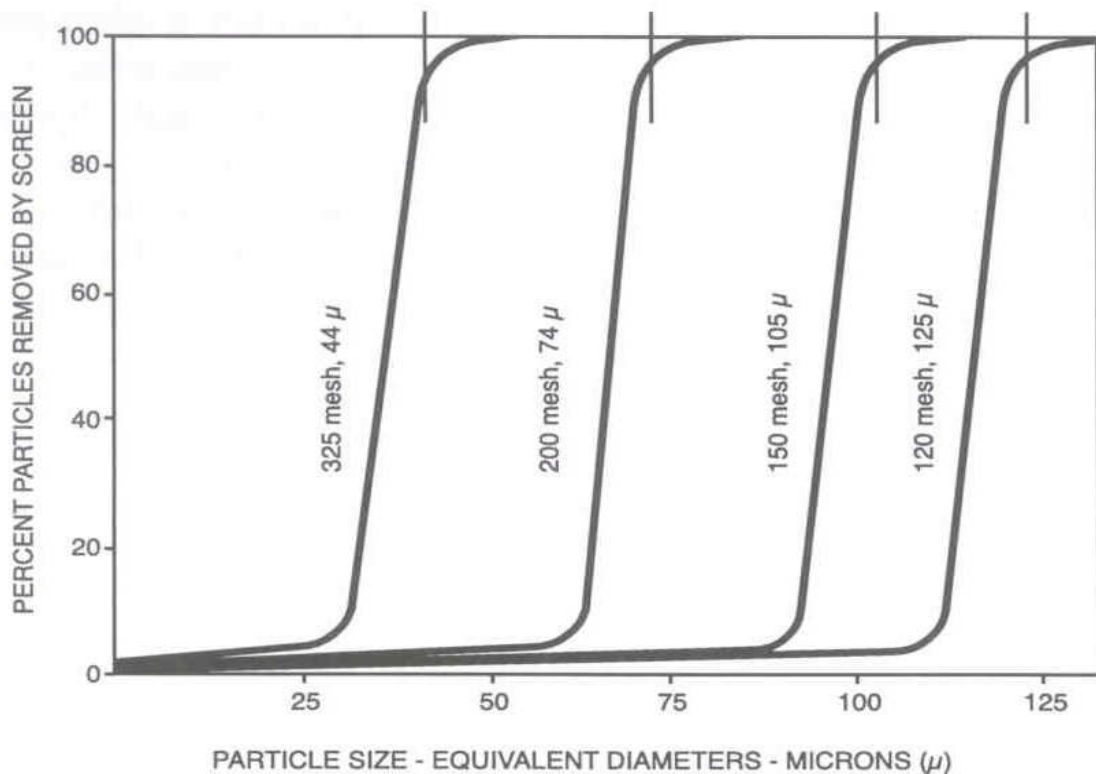 PERCENT PARTICLES REMOVED BY SCREEN
100
80
60
40
20
0
325 mesh, 44 µ
200 mesh, 74 µ
150 mesh, 105 µ
120 mesh, 125 µ
25
50
75
100
125
PARTICLE SIZE - EQUIVALENT DIAMETERS - MICRONS (µ)